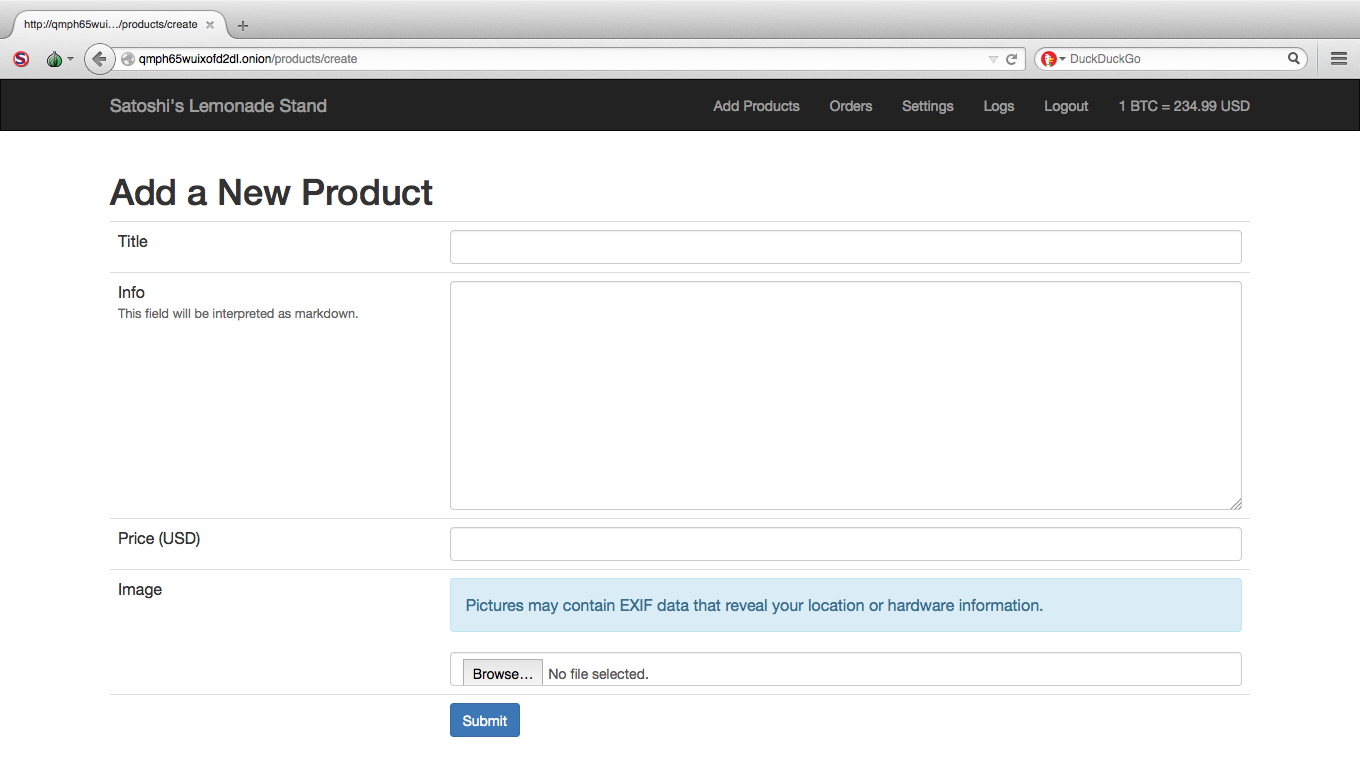 http://qmph65wui…/products/create
qmph65wuixofd2dl.onion/products/create
DuckDuckGo
Satoshi's Lemonade Stand
Add Products
Orders
Settings
Logs
Logout
1 BTC = 234.99 USD
Add a New Product
Title
Info
This field will be interpreted as markdown.
Price (USD)
Image
Pictures may contain EXIF data that reveal your location or hardware information.
Browse… No file selected.
Submit